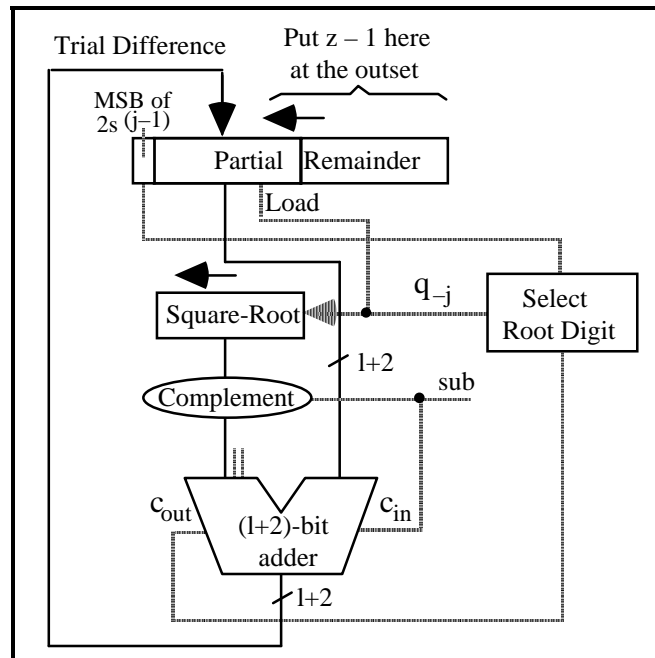 Trial Difference
Put z – 1 here
at the outset
MSB of
2s (j–1)
Partial Remainder
Load
q–j
Select
Root Digit
Square-Root
l+2
sub
Complement
cout
cin
(l+2)-bit
adder
l+2